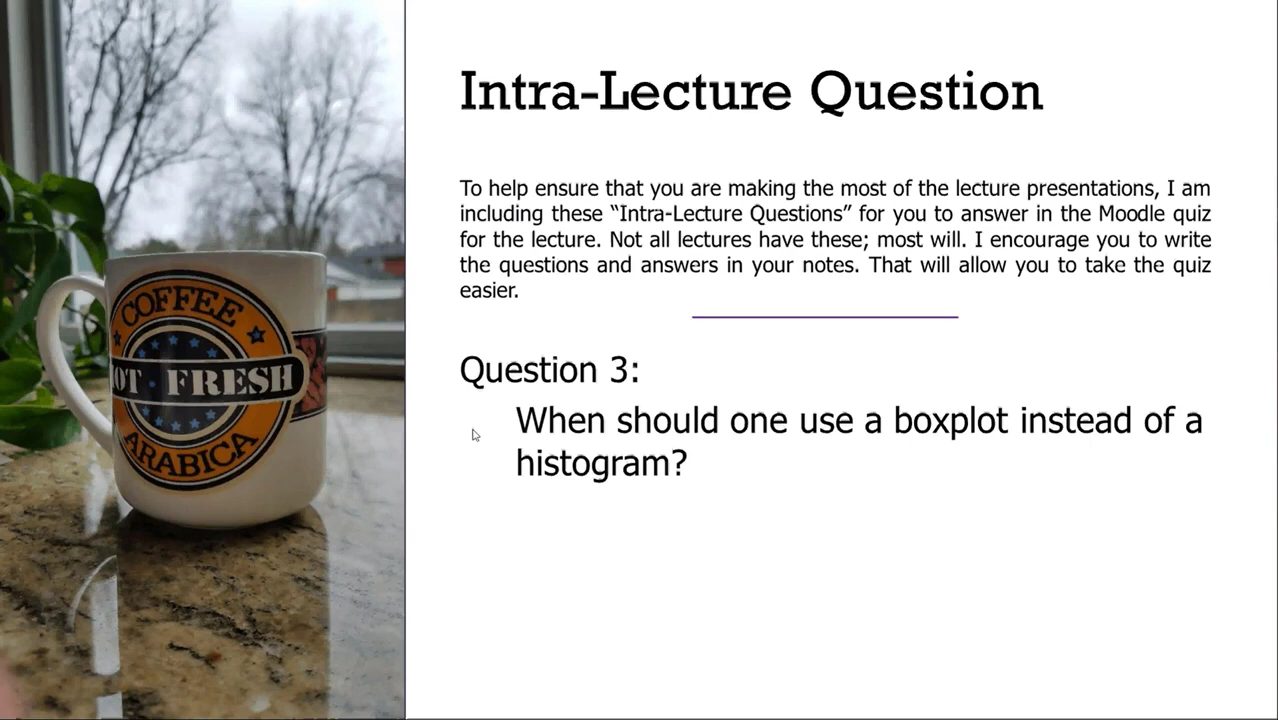 Intra-Lecture Question
To help ensure that you are making the most of the lecture presentations, I am
including these “Intra-Lecture Questions” for you to answer in the Moodle quiz
for the lecture. Not all lectures have these; most will. I encourage you to write
the questions and answers in your notes. That will allow you to take the quiz
easier.
Question 3:
When should one use a boxplot instead of a
histogram?
COFFEE
OT · FRESH
ARABICA